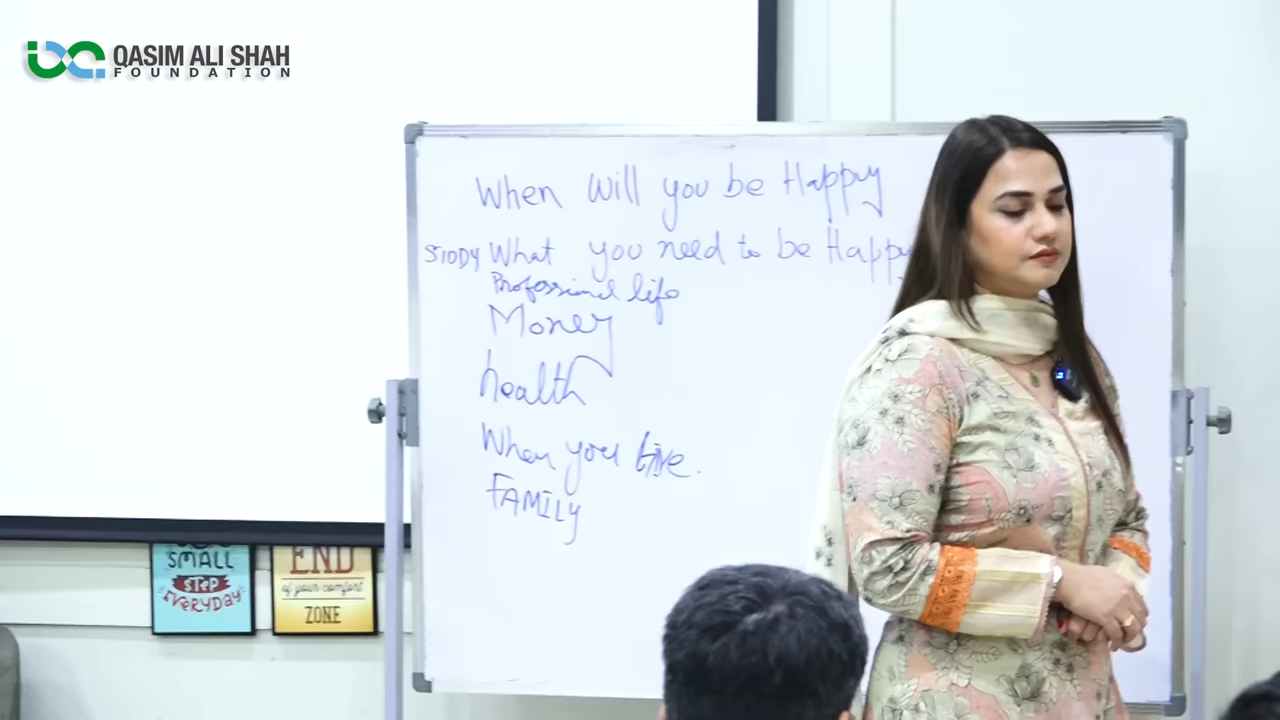 QASIM ALI SHAH
FOUNDATION
When Will you be Happy
STUDY What you need to be Happy
Professional life
Money
health
When you
FAMILY
SMALL
STEP
EVERYDAY
END
of your comfort
ZONE